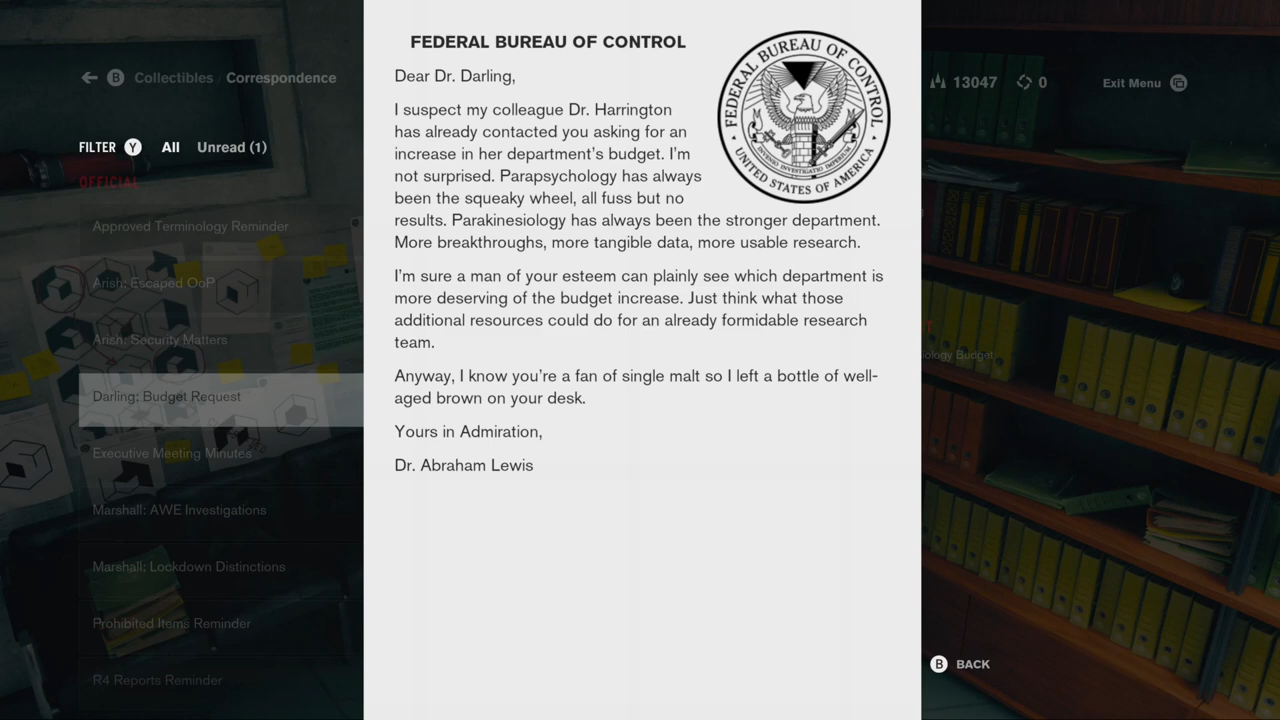 FEDERAL BUREAU OF CONTROL
Dear Dr. Darling,
I suspect my colleague Dr. Harrington
has already contacted you asking for an
increase in her department’s budget. I’m
not surprised. Parapsychology has always
been the squeaky wheel, all fuss but no
results. Parakinesiology has always been the stronger department.
More breakthroughs, more tangible data, more usable research.
I’m sure a man of your esteem can plainly see which department is
more deserving of the budget increase. Just think what those
additional resources could do for an already formidable research
team.
Anyway, I know you’re a fan of single malt so I left a bottle of well-
aged brown on your desk.
Yours in Admiration,
Dr. Abraham Lewis
FEDERAL BUREAU OF CONTROL
UNITED STATES OF AMERICA
B Collectibles / Correspondence
FILTER Y All Unread (1)
OFFICIAL
Approved Terminology Reminder
Arish: Escaped OoP
Arish: Security Matters
Darling: Budget Request
Executive Meeting Minutes
Marshall: AWE Investigations
Marshall: Lockdown Distinctions
Prohibited Items Reminder
R4 Reports Reminder
13047 0 Exit Menu
T
iology Budget
B BACK